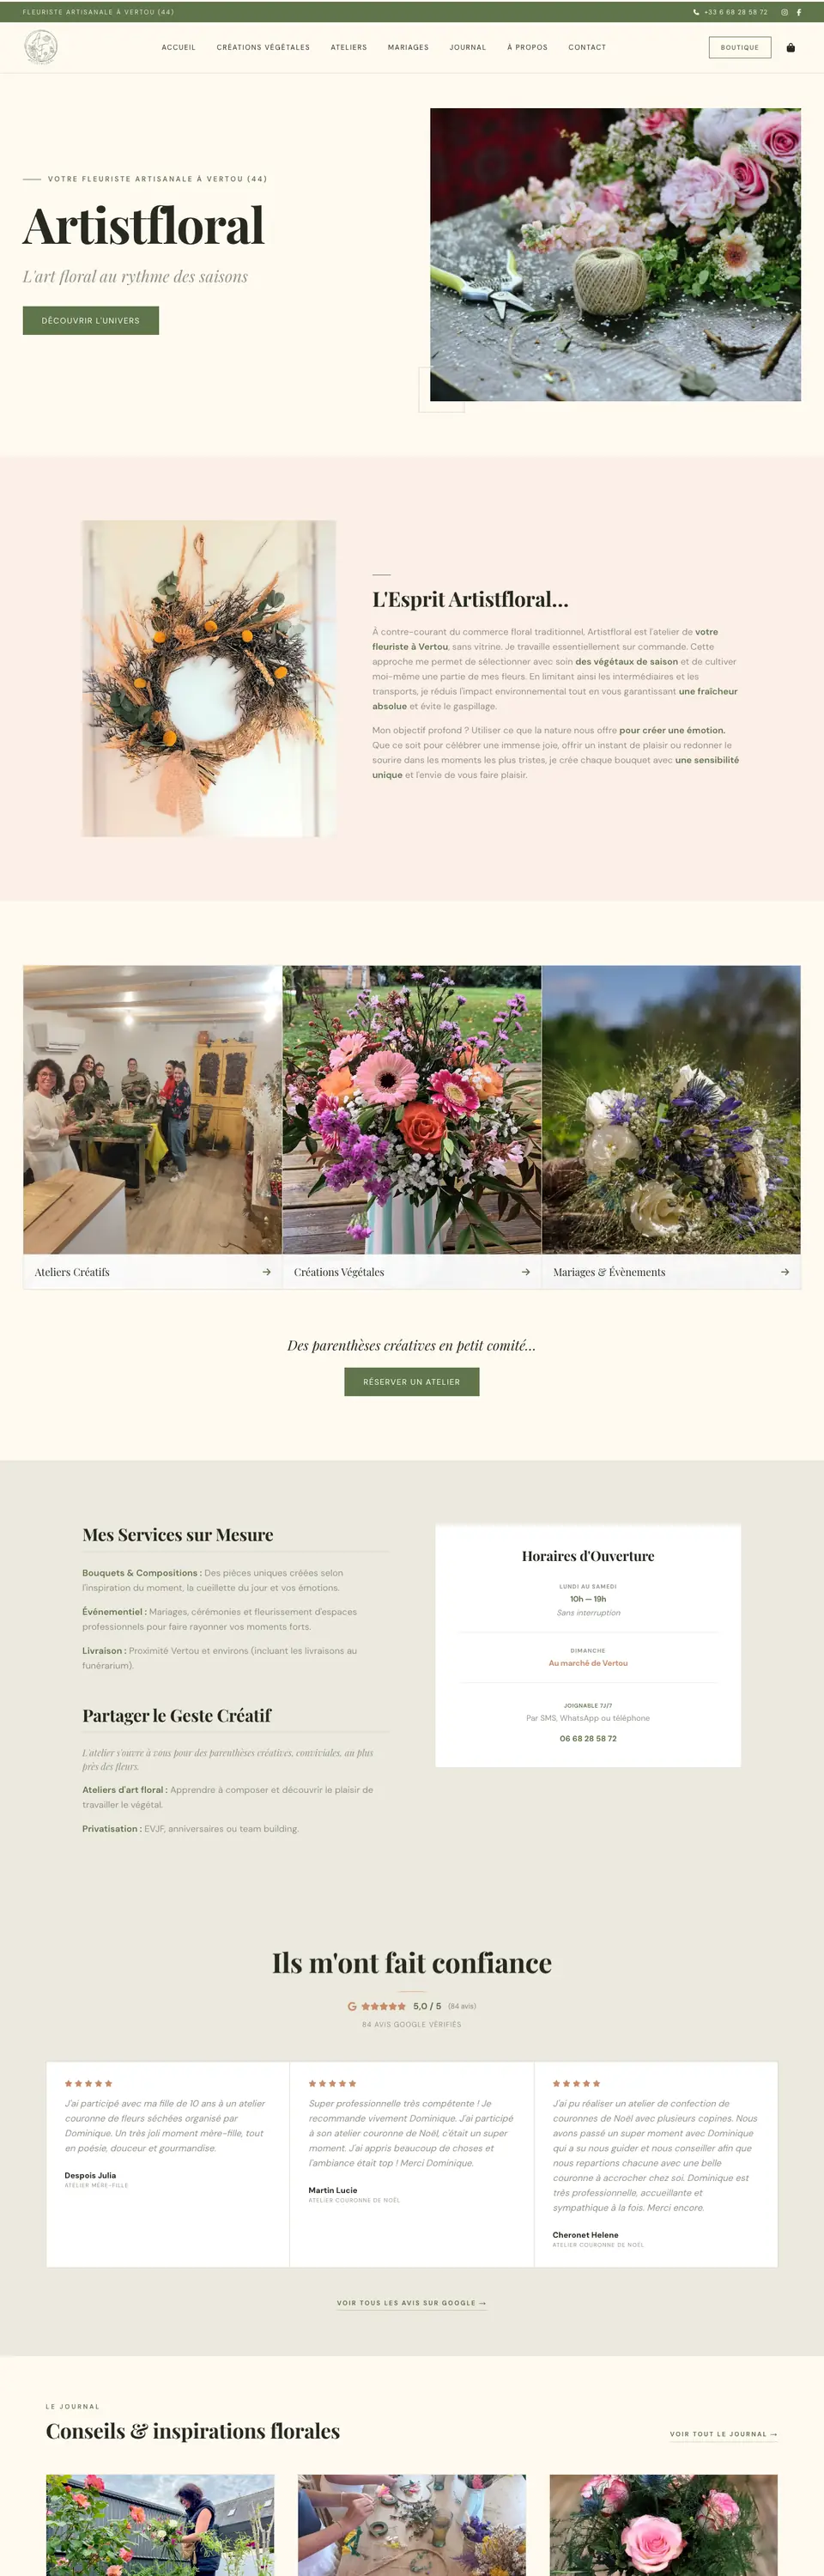 FLEURISTE ARTISANALE À VERTOU (44)
+33 6 68 28 58 72
ACCUEIL
CRÉATIONS VÉGÉTALES
ATELIERS
MARIAGES
JOURNAL
À PROPOS
CONTACT
BOUTIQUE
VOTRE FLEURISTE ARTISANALE À VERTOU (44)
Artistfloral
L'art floral au rythme des saisons
DÉCOUVRIR L'UNIVERS
L'Esprit Artistfloral...
À contre-courant du commerce floral traditionnel, Artistfloral est l'atelier de votre
fleuriste à Vertou, sans vitrine. Je travaille essentiellement sur commande. Cette
approche me permet de sélectionner avec soin des végétaux de saison et de cultiver
moi-même une partie de mes fleurs. En limitant ainsi les intermédiaires et les
transports, je réduis l'impact environnemental tout en vous garantissant une fraîcheur
absolue et évite le gaspillage.
Mon objectif profond ? Utiliser ce que la nature nous offre pour créer une émotion.
Que ce soit pour célébrer une immense joie, offrir un instant de plaisir ou redonner le
sourire dans les moments les plus tristes, je crée chaque bouquet avec une sensibilité
unique et l'envie de vous faire plaisir.
Ateliers Créatifs
Créations Végétales
Mariages & Évènements
Des parenthèses créatives en petit comité...
RÉSERVER UN ATELIER
Mes Services sur Mesure
Bouquets & Compositions : Des pièces uniques créées selon
l'inspiration du moment, la cueillette du jour et vos émotions.
Événementiel : Mariages, cérémonies et fleurissement d'espaces
professionnels pour faire rayonner vos moments forts.
Livraison : Proximité Vertou et environs (incluant les livraisons au
funérarium).
Partager le Geste Créatif
L'atelier s'ouvre à vous pour des parenthèses créatives, conviviales, au plus
près des fleurs.
Ateliers d'art floral : Apprendre à composer et découvrir le plaisir de
travailler le végétal.
Privatisation : EVJF, anniversaires ou team building.
Horaires d'Ouverture
LUNDI AU SAMEDI
10h — 19h
Sans interruption
DIMANCHE
Au marché de Vertou
JOIGNABLE 7J/7
Par SMS, WhatsApp ou téléphone
06 68 28 58 72
Ils m'ont fait confiance
5,0 / 5 (84 avis)
84 AVIS GOOGLE VÉRIFIÉS
J'ai participé avec ma fille de 10 ans à un atelier
couronne de fleurs séchées organisé par
Dominique. Un très joli moment mère-fille, tout
en poésie, douceur et gourmandise.
Despois Julia
ATELIER MÈRE-FILLE
Super professionnelle très compétente ! Je
recommande vivement Dominique. J'ai participé
à son atelier couronne de Noël, c'était un super
moment. J'ai appris beaucoup de choses et
l'ambiance était top ! Merci Dominique.
Martin Lucie
ATELIER COURONNE DE NOËL
J'ai pu réaliser un atelier de confection de
couronnes de Noël avec plusieurs copines. Nous
avons passé un super moment avec Dominique
qui a su nous guider et nous conseiller afin que
nous repartions chacune avec une belle
couronne à accrocher chez soi. Dominique est
très professionnelle, accueillante et
sympathique à la fois. Merci encore.
Cheronet Helene
ATELIER COURONNE DE NOËL
VOIR TOUS LES AVIS SUR GOOGLE →
LE JOURNAL
Conseils & inspirations florales
VOIR TOUT LE JOURNAL →